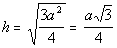 h = √(3a²/4) = a√3/4